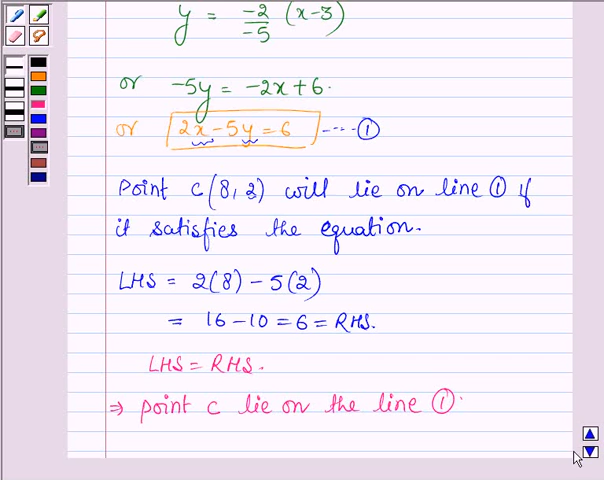 y = -2/-5 (x-3)
or -5y = -2x+6.
or 2x-5y=6 ---- ①
Point C(8,2) will lie on line ① if
it satisfies the equation.
LHS = 2(8) - 5(2)
= 16-10 = 6 = RHS.
LHS = RHS.
⇒ point C lie on the line ①.